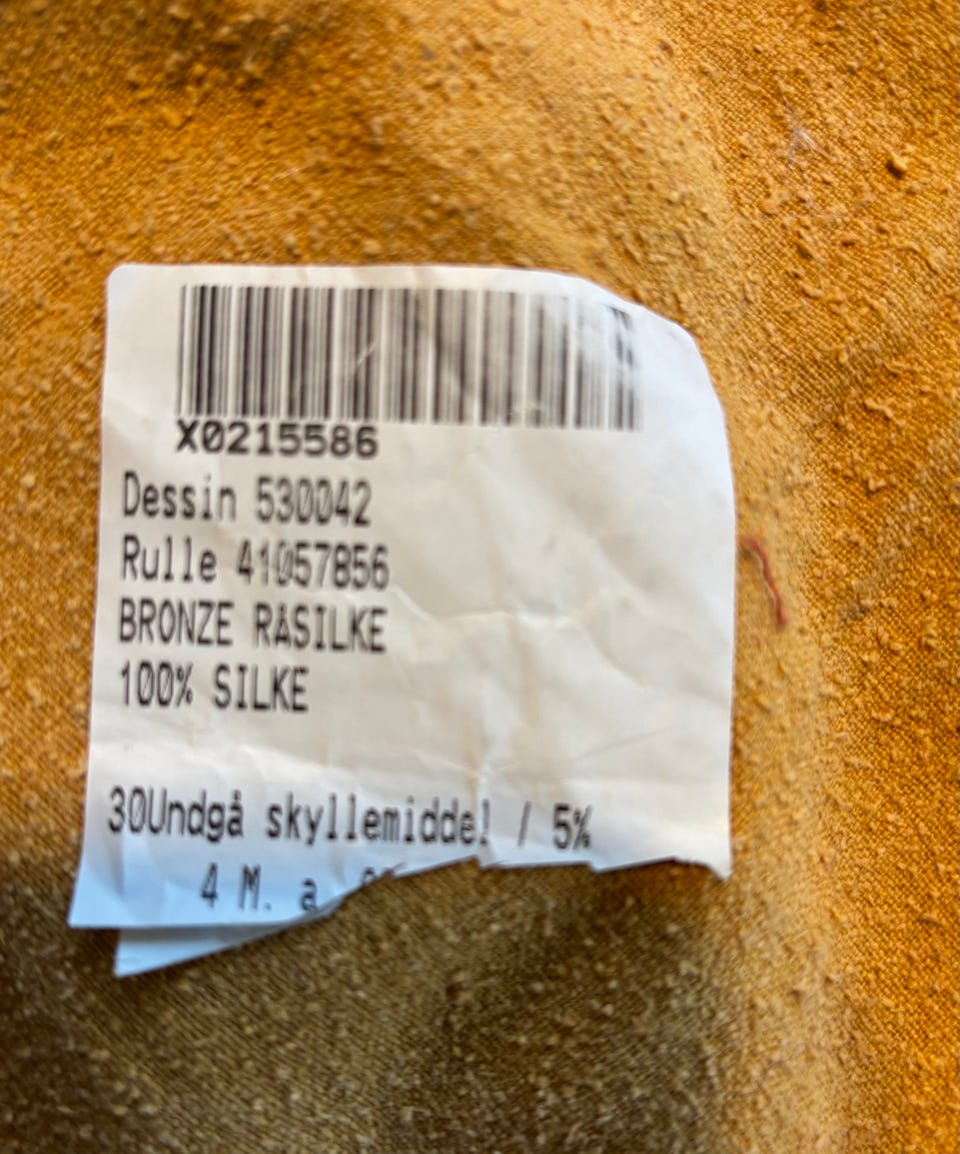 X0215586
Dessin 530042
Rulle 41057856
BRONZE RÅSILKE
100% SILKE
30Undgå skyllemiddel / 5%
4 M. a